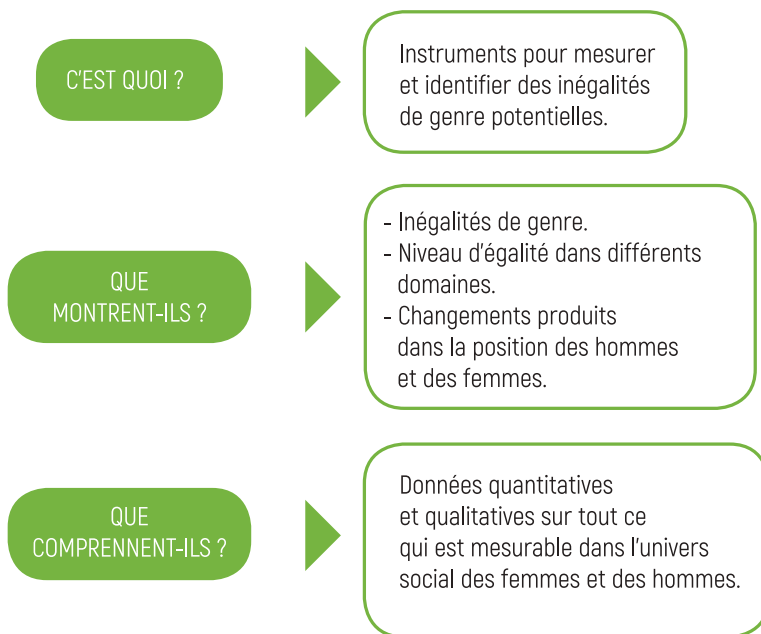 C'EST QUOI ?
Instruments pour mesurer
et identifier des inégalités
de genre potentielles.
QUE
MONTRENT-ILS ?
- Inégalités de genre.
- Niveau d'égalité dans différents
domaines.
- Changements produits
dans la position des hommes
et des femmes.
QUE
COMPRENNENT-ILS ?
Données quantitatives
et qualitatives sur tout ce
qui est mesurable dans l'univers
social des femmes et des hommes.